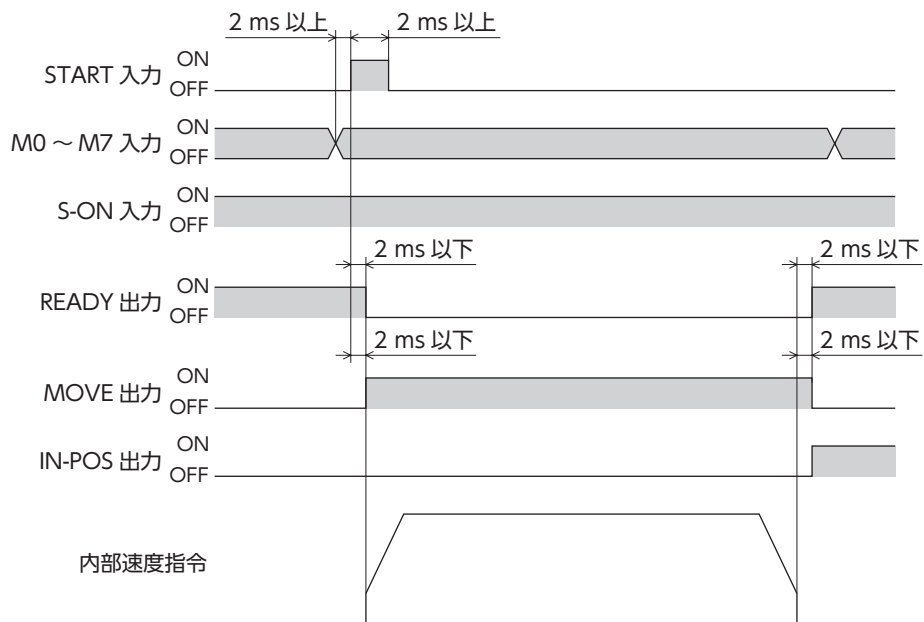 2 ms 以上 2 ms 以上
START 入力 ON
OFF
M0 ～ M7 入力 ON
OFF
S-ON 入力 ON
OFF
2 ms 以下 2 ms 以下
READY 出力 ON
OFF
2 ms 以下 2 ms 以下
MOVE 出力 ON
OFF
IN-POS 出力 ON
OFF
内部速度指令